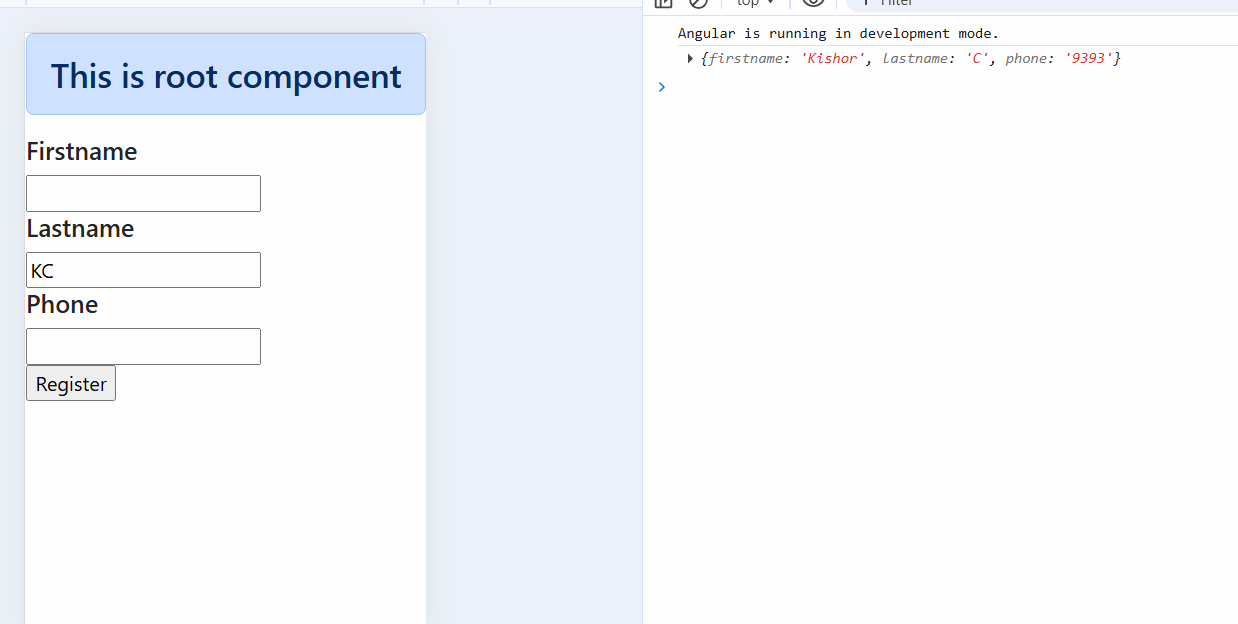 top
Filter
This is root component
Firstname
Lastname
KC
Phone
Register
Angular is running in development mode.
{firstname: 'Kishor', lastname: 'C', phone: '9393'}